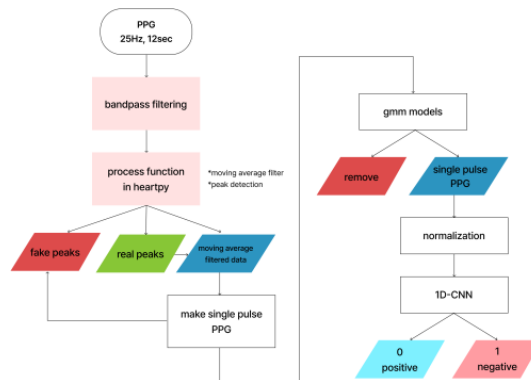 PPG
25Hz, 12sec
bandpass filtering
process function
in heartpy
*moving average filter
*peak detection
fake peaks
real peaks
moving average
filtered data
make single pulse
PPG
gmm models
remove
single pulse
PPG
normalization
1D-CNN
0
positive
1
negative